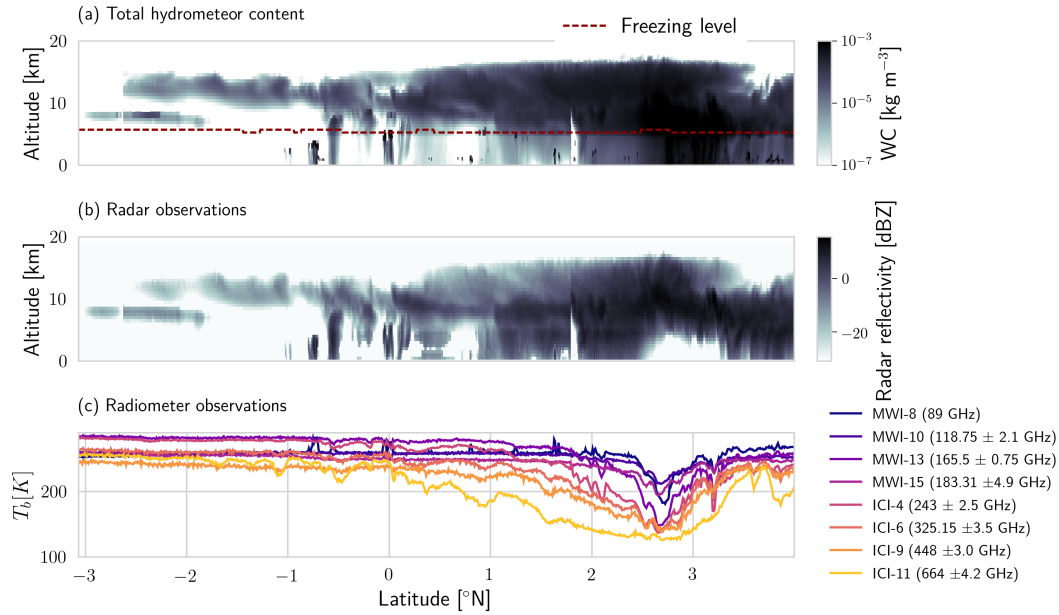 (a) Total hydrometeor content
Freezing level
20
10
0
Altitude [km]
10⁻³
10⁻⁵
10⁻⁷
WC [kg m⁻³]
(b) Radar observations
20
10
0
Altitude [km]
0
−20
Radar reflectivity [dBZ]
(c) Radiometer observations
200
100
T_b[K]
−3 −2 −1 0 1 2 3
Latitude [°N]
MWI-8 (89 GHz)
MWI-10 (118.75 ± 2.1 GHz)
MWI-13 (165.5 ± 0.75 GHz)
MWI-15 (183.31 ±4.9 GHz)
ICI-4 (243 ± 2.5 GHz)
ICI-6 (325.15 ±3.5 GHz)
ICI-9 (448 ±3.0 GHz)
ICI-11 (664 ±4.2 GHz)